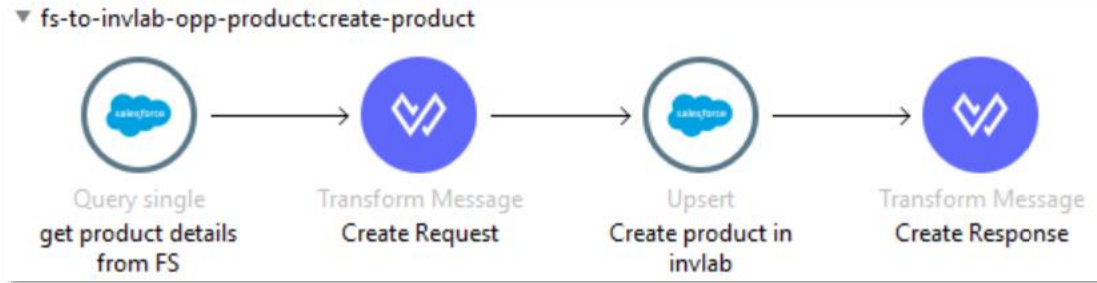 fs-to-invlab-opp-product:create-product
salesforce
salesforce
Query single
Transform Message
Upsert
Transform Message
get product details
from FS
Create Request
Create product in
invlab
Create Response